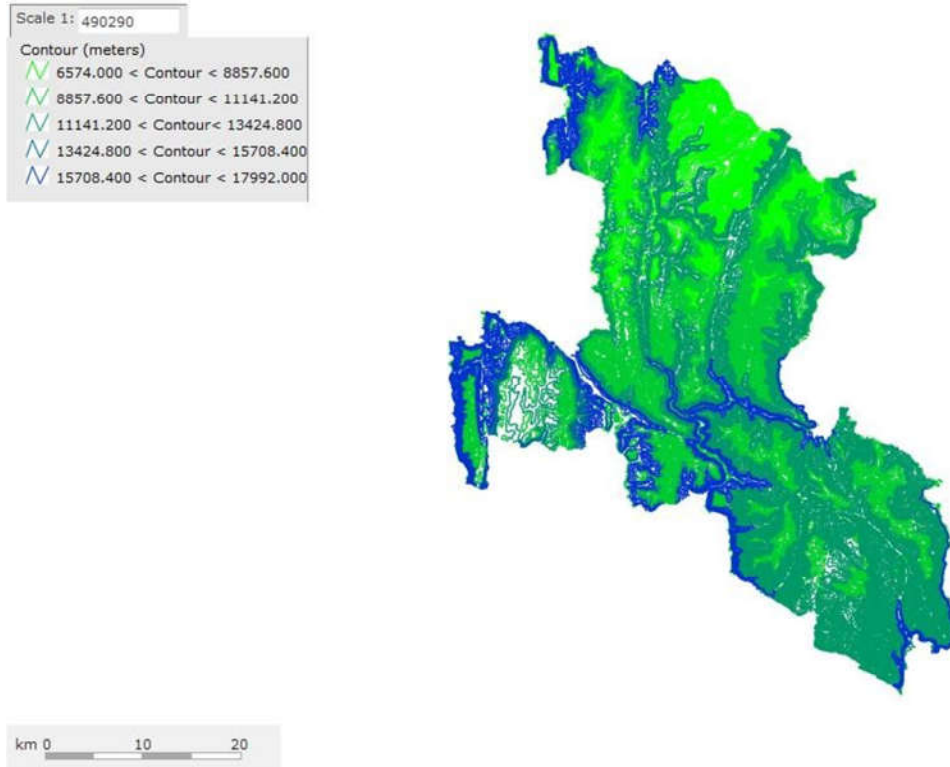 Scale 1: 490290
Contour (meters)
6574.000 < Contour < 8857.600
8857.600 < Contour < 11141.200
11141.200 < Contour< 13424.800
13424.800 < Contour < 15708.400
15708.400 < Contour < 17992.000
km 0 10 20